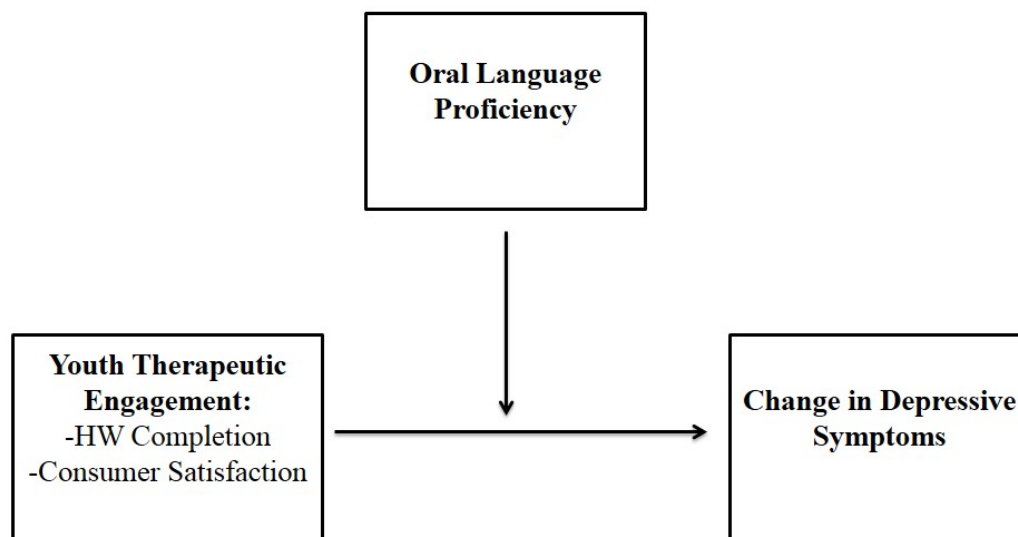 Oral Language
Proficiency
Youth Therapeutic
Engagement:
-HW Completion
-Consumer Satisfaction
Change in Depressive
Symptoms